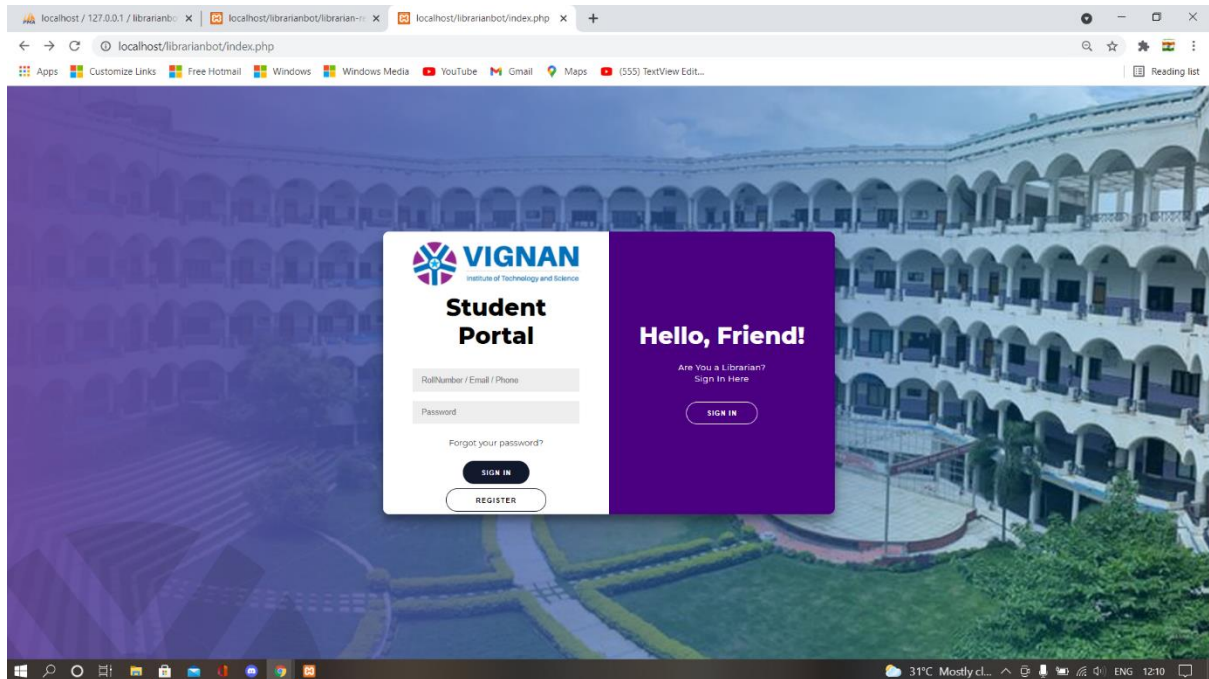 localhost / 127.0.0.1 / librarianbo
localhost/librarianbot/librarian-re
localhost/librarianbot/index.php
localhost/librarianbot/index.php
Apps
Customize Links
Free Hotmail
Windows
Windows Media
YouTube
Gmail
Maps
(555) TextView Edit...
Reading list
VIGNAN
Institute of Technology and Science
Student
Portal
RollNumber / Email / Phone
Password
Forgot your password?
SIGN IN
REGISTER
Hello, Friend!
Are You a Librarian?
Sign In Here
SIGN IN
31°C Mostly cl...
ENG
12:10